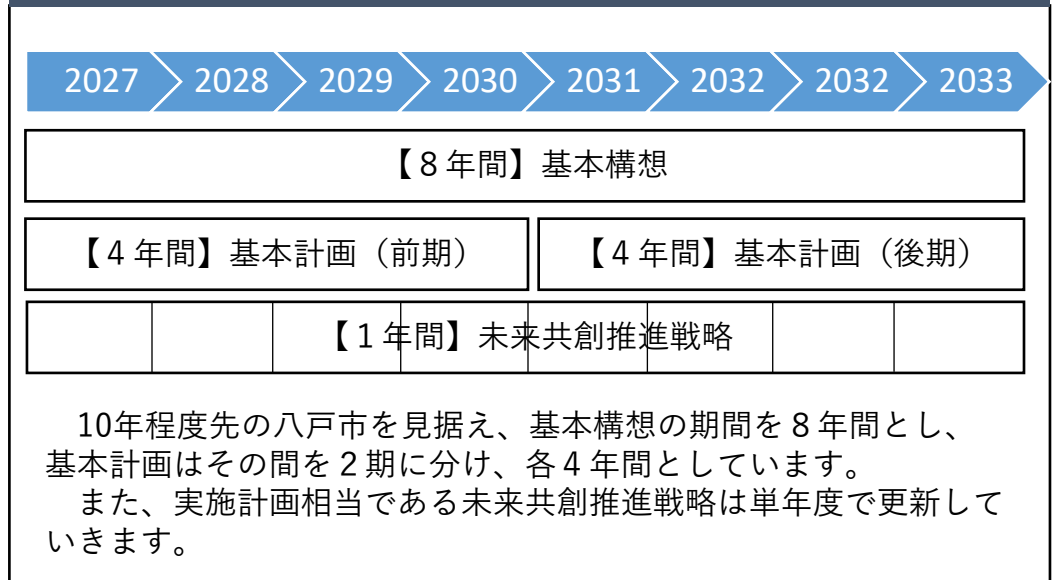 2027 2028 2029 2030 2031 2032 2032 2033
【８年間】基本構想
【４年間】基本計画（前期） 【４年間】基本計画（後期）
【１年間】未来共創推進戦略
10年程度先の八戸市を見据え、基本構想の期間を８年間とし、
基本計画はその間を２期に分け、各４年間としています。
また、実施計画相当である未来共創推進戦略は単年度で更新して
いきます。